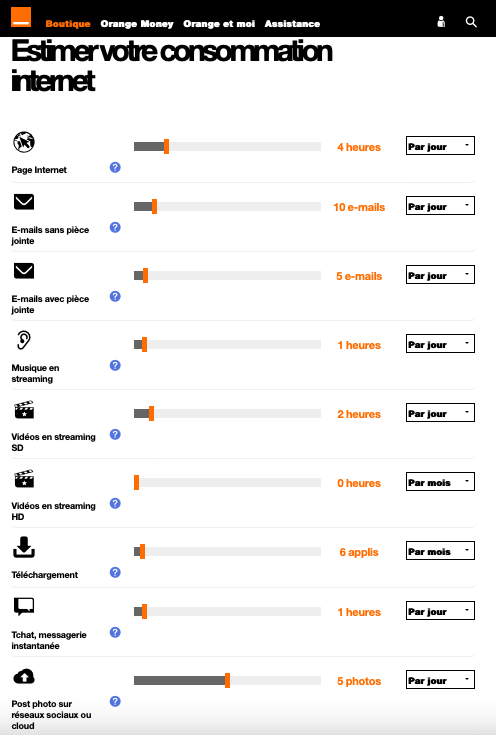 Boutique Orange Money Orange et moi Assistance
Estimer votre consommation
internet
Page Internet
?
4 heures
Par jour
E-mails sans pièce
jointe
?
10 e-mails
Par jour
E-mails avec pièce
jointe
?
5 e-mails
Par jour
Musique en
streaming
?
1 heures
Par jour
Vidéos en streaming
SD
?
2 heures
Par jour
Vidéos en streaming
HD
?
0 heures
Par mois
Téléchargement
?
6 applis
Par mois
Tchat, messagerie
instantanée
?
1 heures
Par jour
Post photo sur
réseaux sociaux ou
cloud
?
5 photos
Par jour